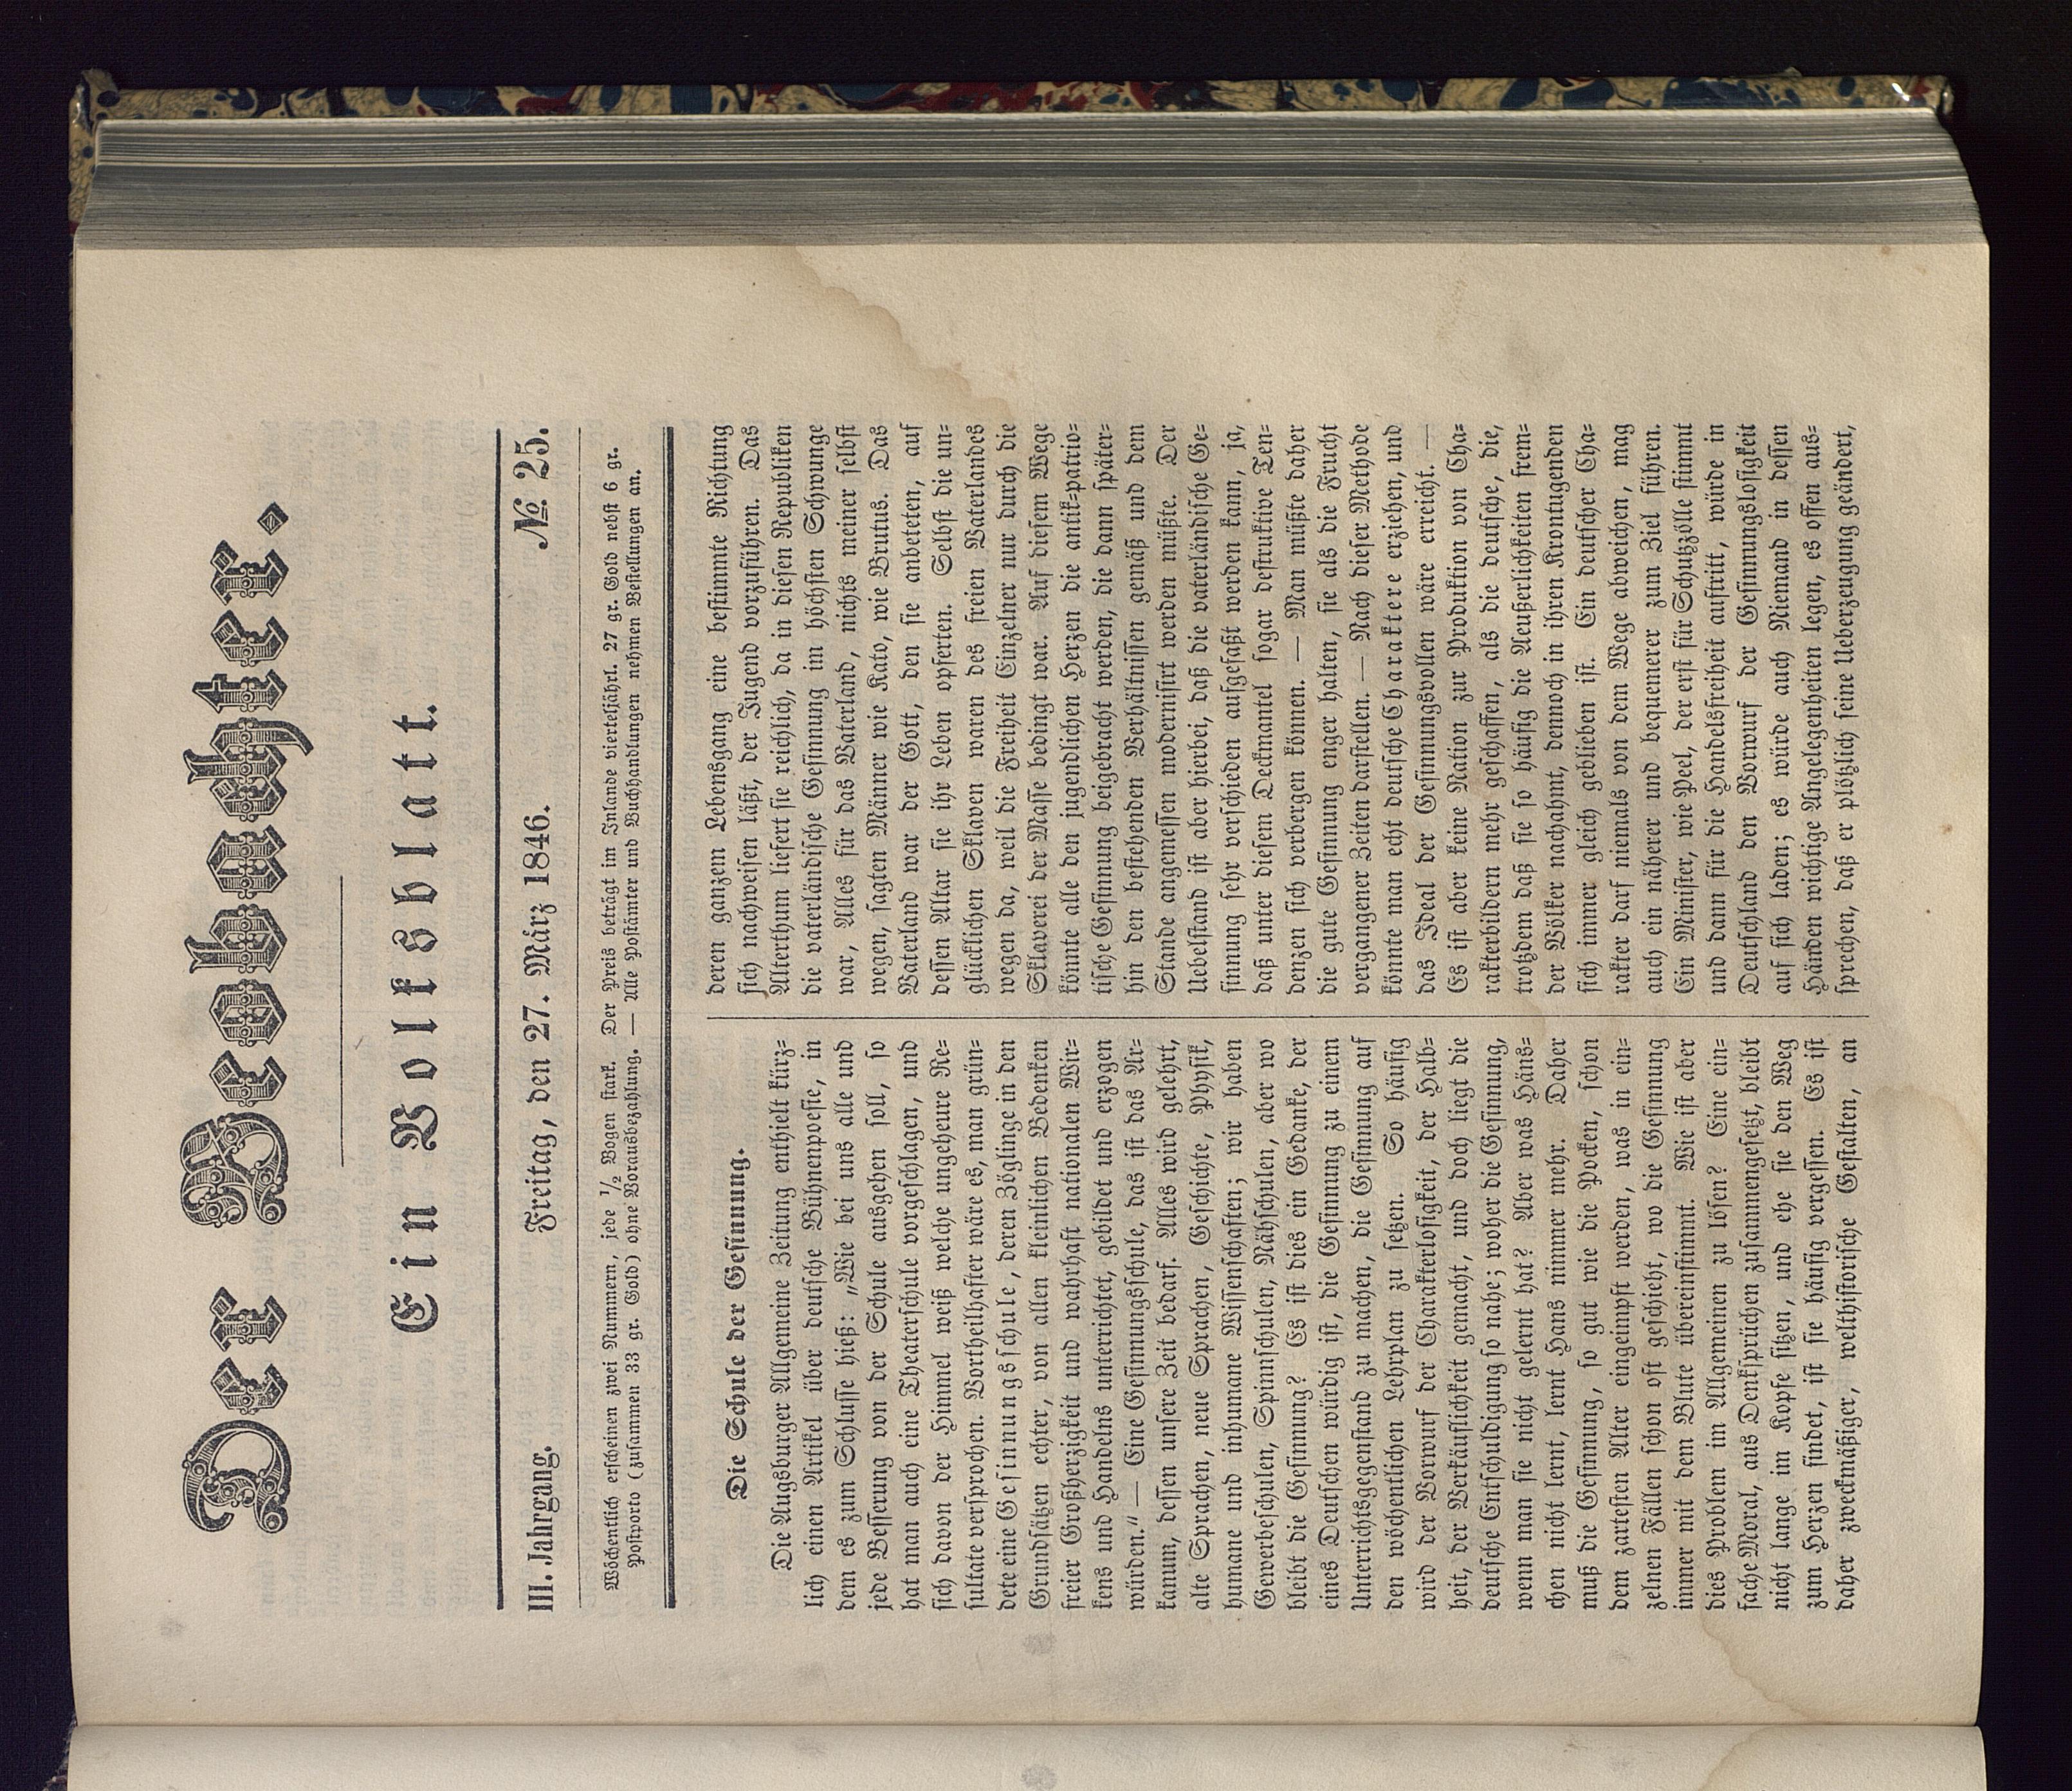 Der Beobachter.
Ein Volksblatt.
III. Jahrgang. Freitag, den 27. März 1846. № 25.
Wöchentlich erscheinen zwei Nummern, jede ½ Bogen stark. Der Preis beträgt im Inlande vierteljährl. 27 gr. Gold nebst 6 gr.
Postporto (zusammen 33 gr. Gold) ohne Vorausbezahlung. — Alle Postämter und Buchhandlungen nehmen Bestellungen an.
Die Schule der Gesinnung.
Die Augsburger Allgemeine Zeitung enthielt kürz=
lich einen Artikel über deutsche Bühnenpoesie, in
dem es zum Schlusse hieß: „Wie bei uns alle und
jede Besserung von der Schule ausgehen soll, so
hat man auch eine Theaterschule vorgeschlagen, und
sich davon der Himmel weiß welche ungeheure Re=
sultate versprochen. Vortheilhafter wäre es, man grün=
dete eine Gesinnungsschule, deren Zöglinge in den
Grundsätzen echter, von allen kleinlichen Bedenken
freier Großherzigkeit und wahrhaft nationalen Wir=
kens und Handelns unterrichtet, gebildet und erzogen
würden.“ — Eine Gesinnungsschule, das ist das Ar=
kanum, dessen unsere Zeit bedarf. Alles wird gelehrt,
alte Sprachen, neue Sprachen, Geschichte, Physik,
humane und inhumane Wissenschaften; wir haben
Gewerbeschulen, Spinnschulen, Nähschulen, aber wo
bleibt die Gesinnung? Es ist dies ein Gedanke, der
eines Deutschen würdig ist, die Gesinnung zu einem
Unterrichtsgegenstand zu machen, die Gesinnung auf
den wöchentlichen Lehrplan zu setzen. So häufig
wird der Vorwurf der Charakterlosigkeit, der Halb=
heit, der Verkäuflichkeit gemacht, und doch liegt die
deutsche Entschuldigung so nahe; woher die Gesinnung,
wenn man sie nicht gelernt hat? Aber was Häns=
chen nicht lernt, lernt Hans nimmer mehr. Daher
muß die Gesinnung, so gut wie die Pocken, schon
dem zartesten Alter eingeimpft werden, was in ein=
zelnen Fällen schon oft geschieht, wo die Gesinnung
immer mit dem Blute übereinstimmt. Wie ist aber
dies Problem im Allgemeinen zu lösen? Eine ein=
fache Moral, aus Denksprüchen zusammengesetzt, bleibt
nicht lange im Kopfe sitzen, und ehe sie den Weg
zum Herzen findet, ist sie häufig vergessen. Es ist
daher zweckmäßiger, welthistorische Gestalten, an
deren ganzem Lebensgang eine bestimmte Richtung
sich nachweisen läßt, der Jugend vorzuführen. Das
Alterthum liefert sie reichlich, da in diesen Republiken
die vaterländische Gesinnung im höchsten Schwunge
war, Alles für das Vaterland, nichts meiner selbst
wegen, sagten Männer wie Kato, wie Brutus. Das
Vaterland war der Gott, den sie anbeteten, auf
dessen Altar sie ihr Leben opferten. Selbst die un=
glücklichen Sklaven waren des freien Vaterlandes
wegen da, weil die Freiheit Einzelner nur durch die
Sklaverei der Masse bedingt war. Auf diesem Wege
könnte alle den jugendlichen Herzen die antik=patrio=
tische Gesinnung beigebracht werden, die dann später=
hin den bestehenden Verhältnissen gemäß und dem
Stande angemessen modernisirt werden müßte. Der
Uebelstand ist aber hierbei, daß die vaterländische Ge=
sinnung sehr verschieden aufgefaßt werden kann, ja,
daß unter diesem Deckmantel sogar destruktive Ten=
denzen sich verbergen können. — Man müßte daher
die gute Gesinnung enger halten, sie als die Frucht
vergangener Zeiten darstellen. — Nach dieser Methode
könnte man echt deutsche Charaktere erziehen, und
das Ideal der Gesinnungsvollen wäre erreicht. —
Es ist aber keine Nation zur Produktion von Cha=
rakterbildern mehr geschaffen, als die deutsche, die,
trotzdem daß sie so häufig die Aeußerlichkeiten frem=
der Völker nachahmt, dennoch in ihren Krontugenden
sich immer gleich geblieben ist. Ein deutscher Cha=
rakter darf niemals von dem Wege abweichen, mag
auch ein näherer und bequemerer zum Ziel führen.
Ein Minister, wie Peel, der erst für Schutzzölle stimmt
und dann für die Handelsfreiheit auftritt, würde in
Deutschland den Vorwurf der Gesinnungslosigkeit
auf sich laden; es würde auch Niemand in dessen
Händen wichtige Angelegenheiten legen, es offen aus=
sprechen, daß er plötzlich seine Ueberzeugung geändert,